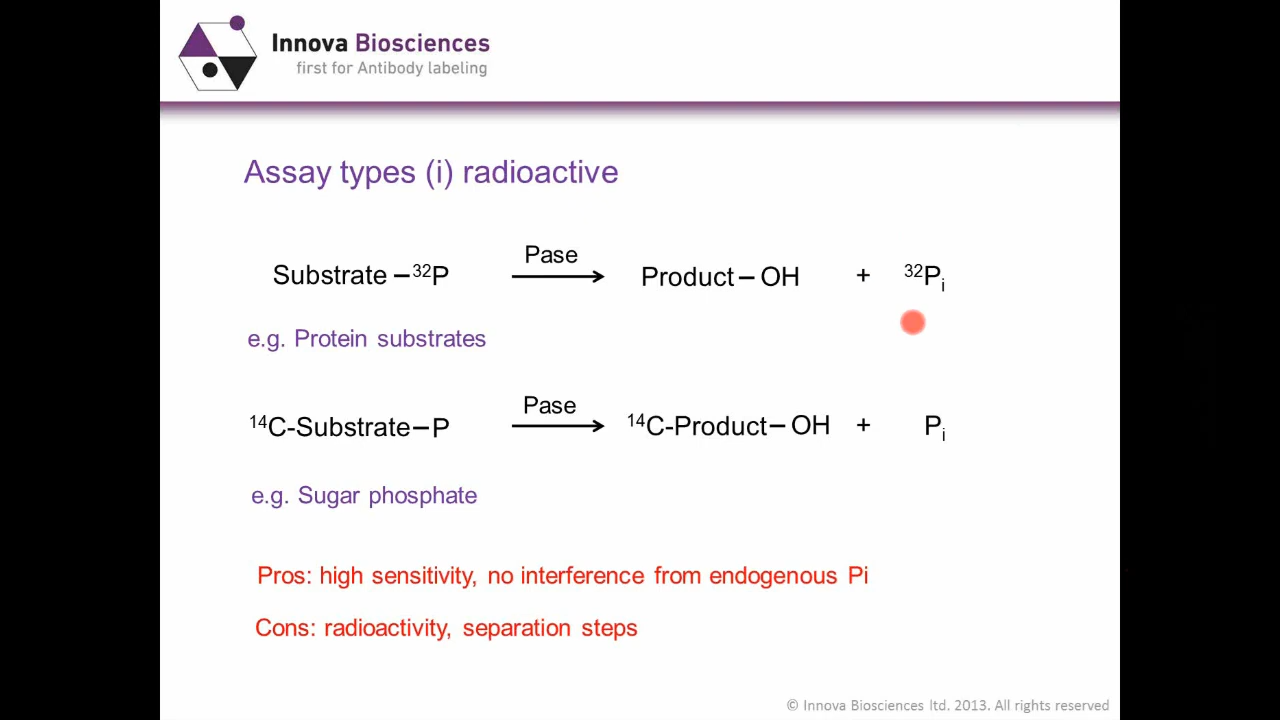 Innova Biosciences
first for Antibody labeling
Assay types (i) radioactive
Pase
Substrate – ³²P → Product – OH + ³²Pᵢ
e.g. Protein substrates
Pase
¹⁴C-Substrate – P → ¹⁴C-Product – OH + Pᵢ
e.g. Sugar phosphate
Pros: high sensitivity, no interference from endogenous Pi
Cons: radioactivity, separation steps
© Innova Biosciences ltd. 2013. All rights reserved